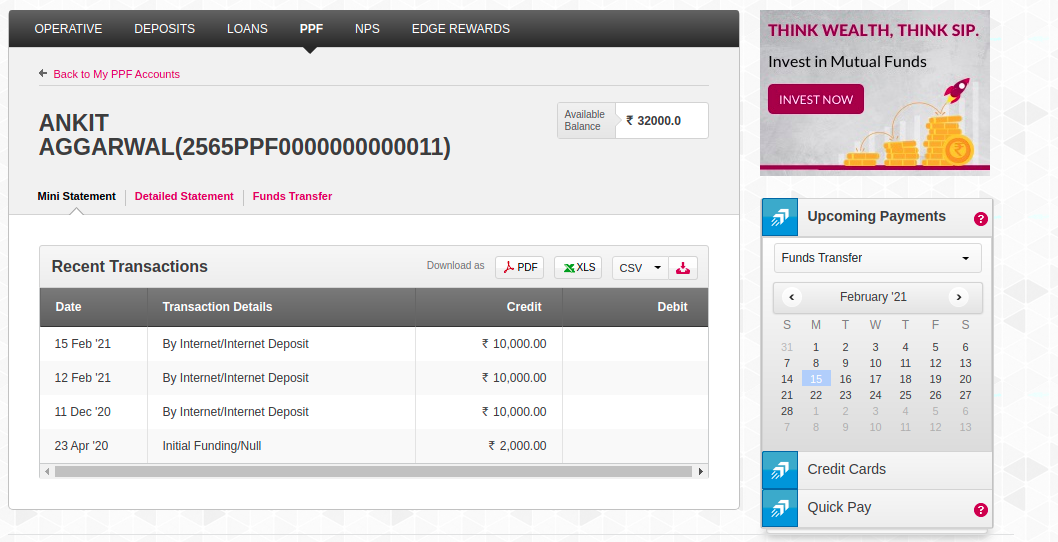 OPERATIVE DEPOSITS LOANS PPF NPS EDGE REWARDS
Back to My PPF Accounts
ANKIT
AGGARWAL(2565PPF0000000000011)
Available
Balance
₹ 32000.0
Mini Statement Detailed Statement Funds Transfer
Recent Transactions Download as PDF XLS CSV
Date Transaction Details Credit Debit
15 Feb '21 By Internet/Internet Deposit ₹ 10,000.00
12 Feb '21 By Internet/Internet Deposit ₹ 10,000.00
11 Dec '20 By Internet/Internet Deposit ₹ 10,000.00
23 Apr '20 Initial Funding/Null ₹ 2,000.00
THINK WEALTH, THINK SIP.
Invest in Mutual Funds
INVEST NOW
₹
Upcoming Payments ?
Funds Transfer
February '21
S M T W T F S
31 1 2 3 4 5 6
7 8 9 10 11 12 13
14 15 16 17 18 19 20
21 22 23 24 25 26 27
28 1 2 3 4 5 6
7 8 9 10 11 12 13
Credit Cards
Quick Pay ?